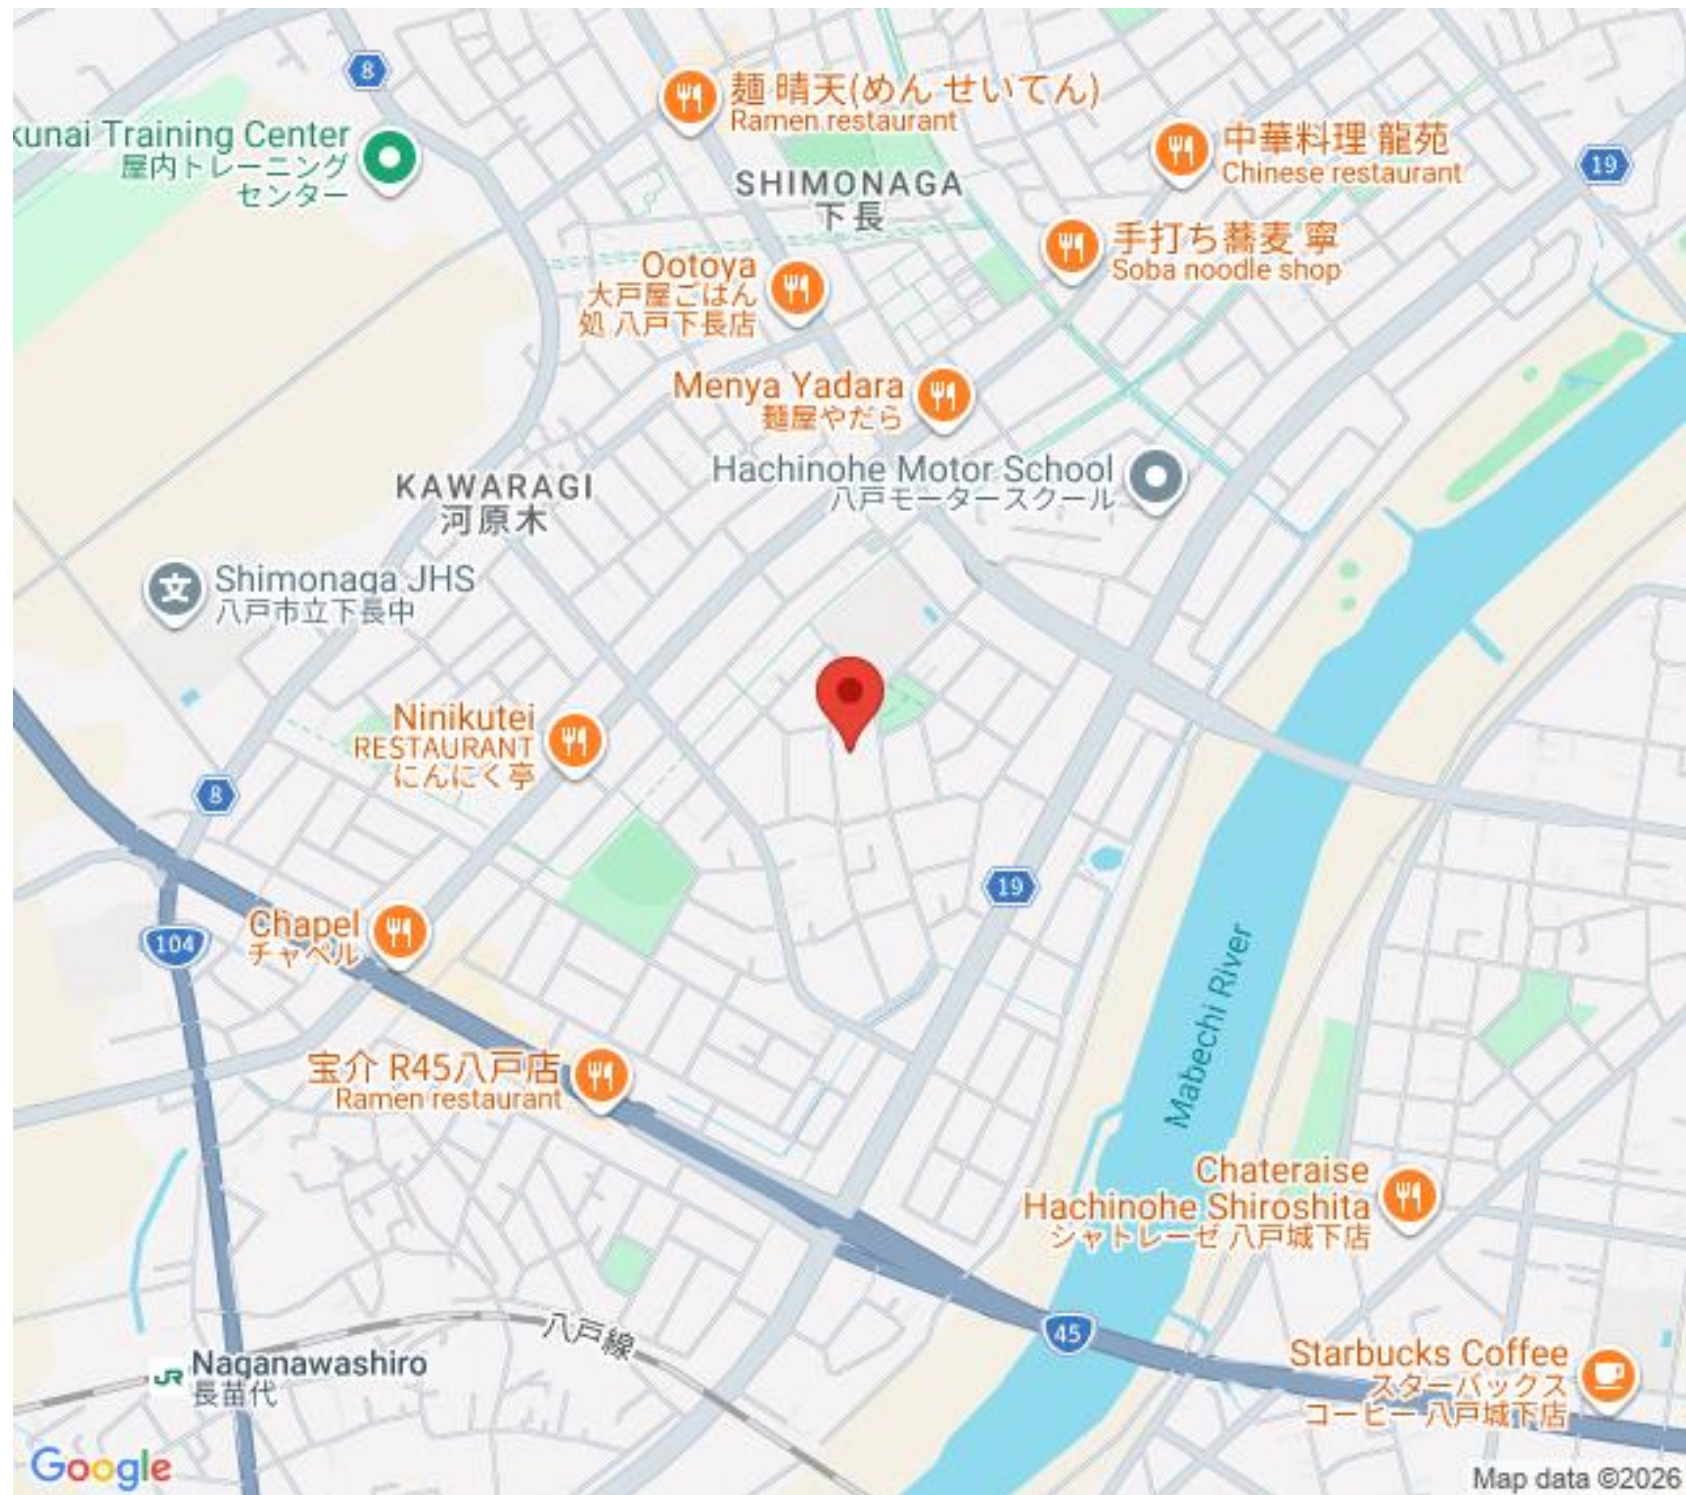 8
麺 晴天(めん せいてん)
Ramen restaurant
kunai Training Center
屋内トレーニング
センター
中華料理 龍苑
Chinese restaurant
19
SHIMONAGA
下長
手打ち蕎麦 寧
Soba noodle shop
Ootoya
大戸屋ごはん
処 八戸下長店
Menya Yadara
麺屋やだら
Hachinohe Motor School
八戸モータースクール
KAWARAGI
河原木
Shimonaga JHS
八戸市立下長中
文
Ninikutei
RESTAURANT
にんにく亭
8
19
Chapel
チャペル
104
Mabechi River
宝介 R45八戸店
Ramen restaurant
Chateraise
Hachinohe Shiroshita
シャトレーゼ 八戸城下店
八戸線
45
Starbucks Coffee
スターバックス
コーヒー 八戸城下店
JR
Naganawashiro
長苗代
Google
Map data ©2026